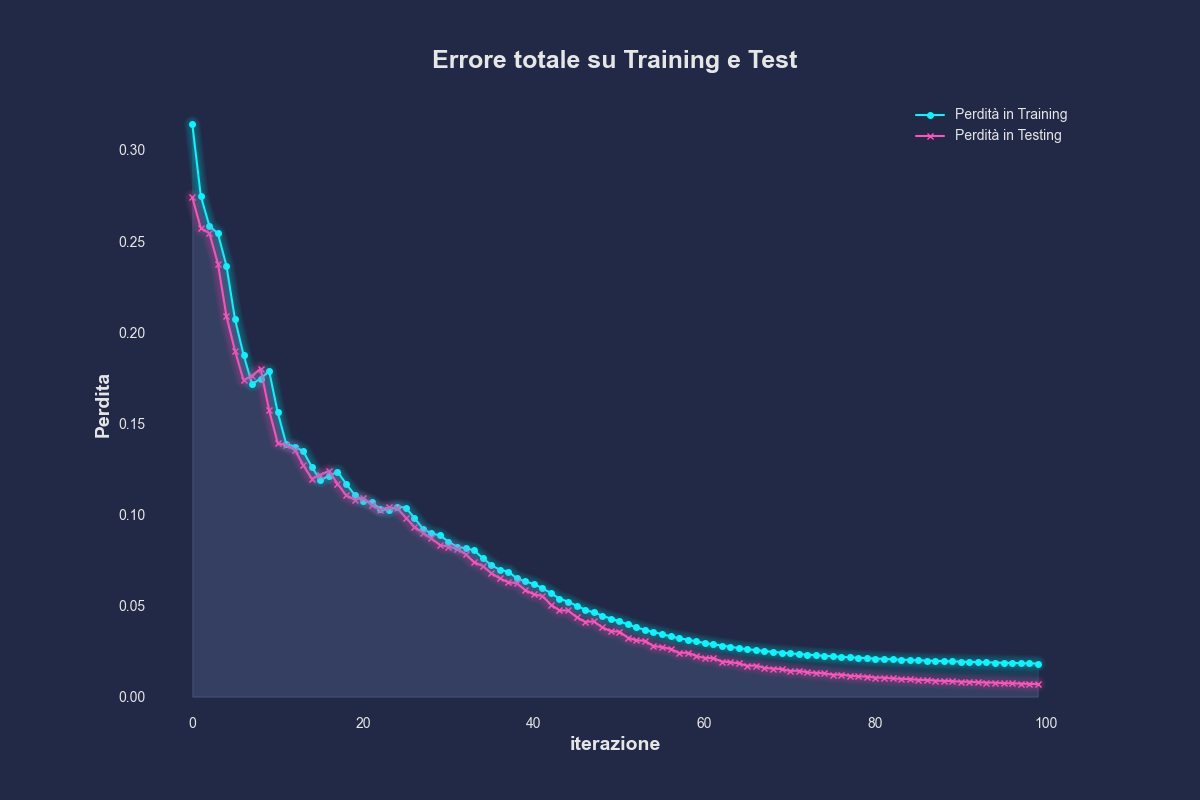 Errore totale su Training e Test
Perdità in Training
Perdità in Testing
0.30
0.25
0.20
0.15
0.10
0.05
0.00
Perdita
0 20 40 60 80 100
iterazione